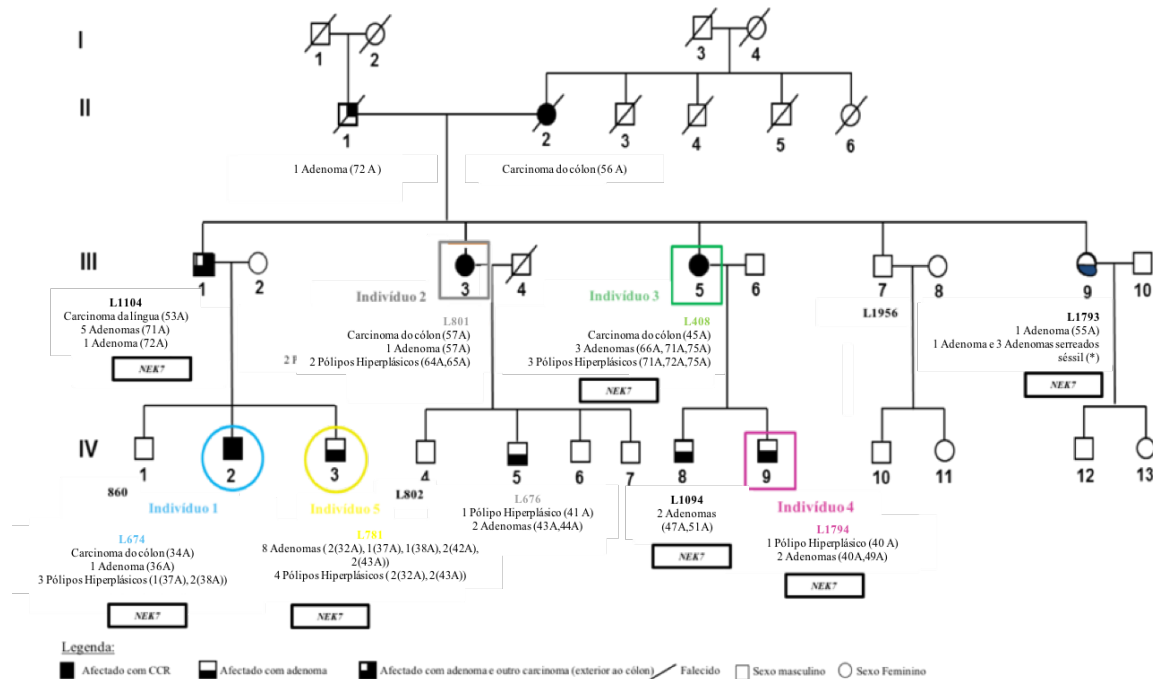 I
1
2
3
4
II
1
2
3
4
5
6
1 Adenoma (72 A )
Carcinoma do cólon (56 A)
III
1
2
3
4
5
6
7
8
9
10
L1104
Carcinoma da língua (53A)
5 Adenomas (71A)
1 Adenoma (72A)
NEK7
Indivíduo 2
L801
Carcinoma do cólon (57A)
1 Adenoma (57A)
2 Pólipos Hiperplásicos (64A,65A)
2 P
Indivíduo 3
L408
Carcinoma do cólon (45A)
3 Adenomas (66A, 71A,75A)
3 Pólipos Hiperplásicos (71A,72A,75A)
NEK7
L1956
L1793
1 Adenoma (55A)
1 Adenoma e 3 Adenomas serreados
séssil (*)
NEK7
IV
1
2
3
4
5
6
7
8
9
10
11
12
13
860
Indivíduo 1
L674
Carcinoma do cólon (34A)
1 Adenoma (36A)
3 Pólipos Hiperplásicos (1(37A), 2(38A))
NEK7
Indivíduo 5
L781
8 Adenomas ( 2(32A), 1(37A), 1(38A), 2(42A),
2(43A))
4 Pólipos Hiperplásicos ( 2(32A), 2(43A))
NEK7
L802
L676
1 Pólipo Hiperplásico (41 A)
2 Adenomas (43A,44A)
L1094
2 Adenomas
(47A,51A)
NEK7
Indivíduo 4
L1794
1 Pólipo Hiperplásico (40 A)
2 Adenomas (40A,49A)
NEK7
Legenda:
Afectado com CCR
Afectado com adenoma
Afectado com adenoma e outro carcinoma (exterior ao cólon)
Falecido
Sexo masculino
Sexo Feminino